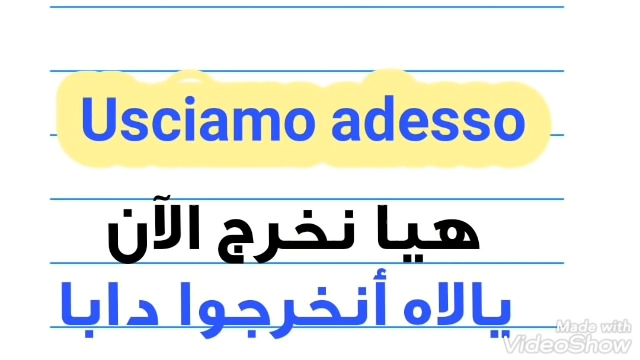 Usciamo adesso
هيا نخرج الآن
يالاه أنخرجوا دابا
Made with
VideoShow